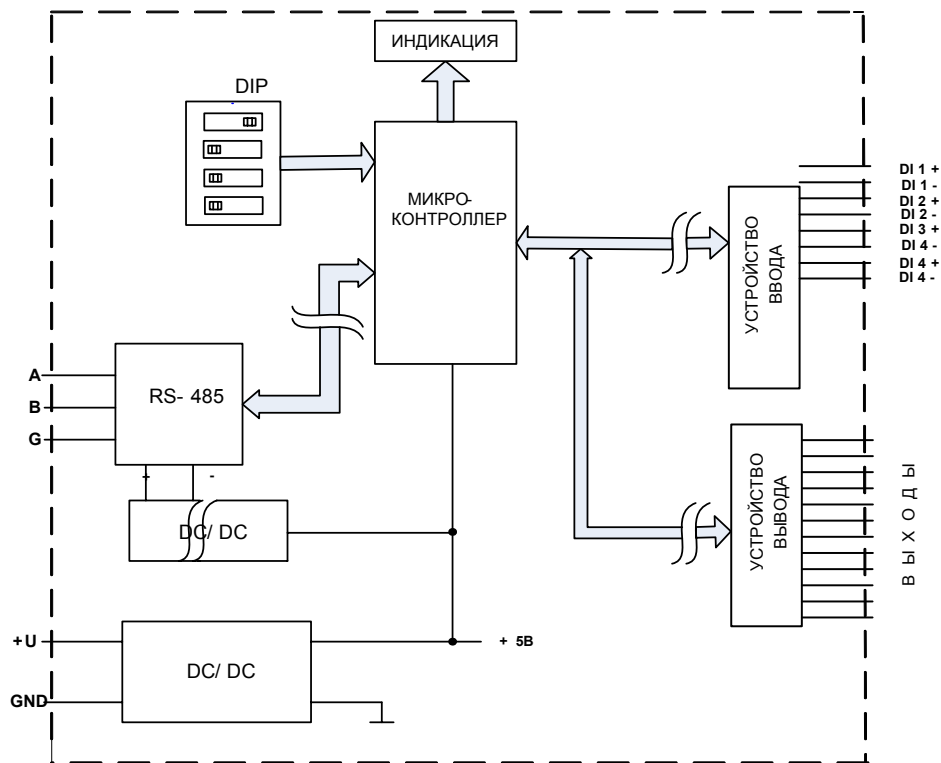 ИНДИКАЦИЯ
DIP
МИКРО-
КОНТРОЛЛЕР
DI 1 +
DI 1 -
DI 2 +
DI 2 -
DI 3 +
DI 4 -
DI 4 +
DI 4 -
УСТРОЙСТВО
ВВОДА
A
B
G
RS- 485
+ -
DC/ DC
УСТРОЙСТВО
ВЫВОДА
ВЫХОДЫ
+U
GND
DC/ DC
+ 5В